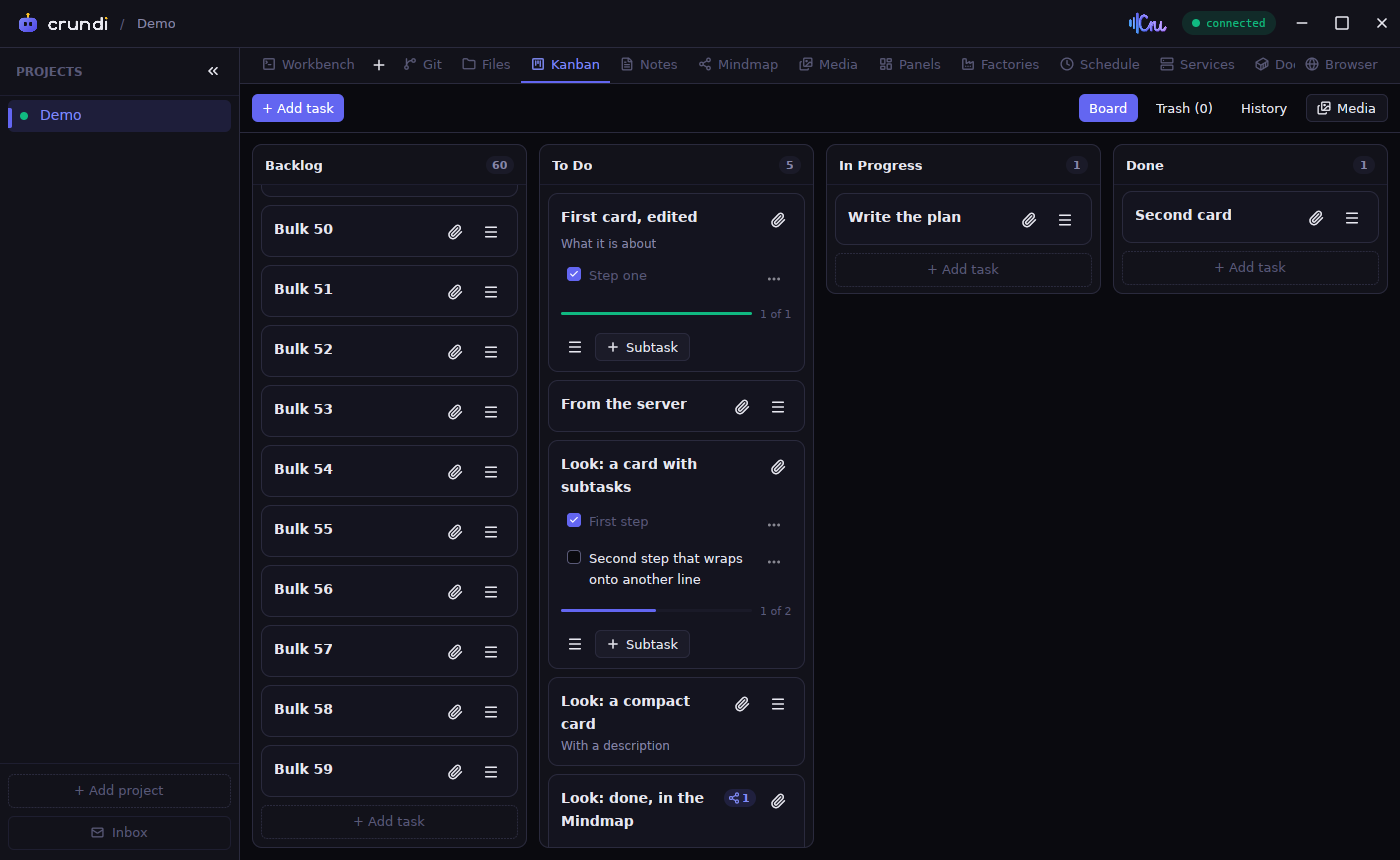 crundi / Demo
Cru
connected
PROJECTS
Demo
+ Add project
Inbox
Workbench
Git
Files
Kanban
Notes
Mindmap
Media
Panels
Factories
Schedule
Services
Doc
Browser
+ Add task
Board
Trash (0)
History
Media
Backlog 60
Bulk 50
Bulk 51
Bulk 52
Bulk 53
Bulk 54
Bulk 55
Bulk 56
Bulk 57
Bulk 58
Bulk 59
+ Add task
To Do 5
First card, edited
What it is about
Step one
1 of 1
+ Subtask
From the server
Look: a card with
subtasks
First step
Second step that wraps
onto another line
1 of 2
+ Subtask
Look: a compact
card
With a description
Look: done, in the
Mindmap
1
In Progress 1
Write the plan
+ Add task
Done 1
Second card
+ Add task